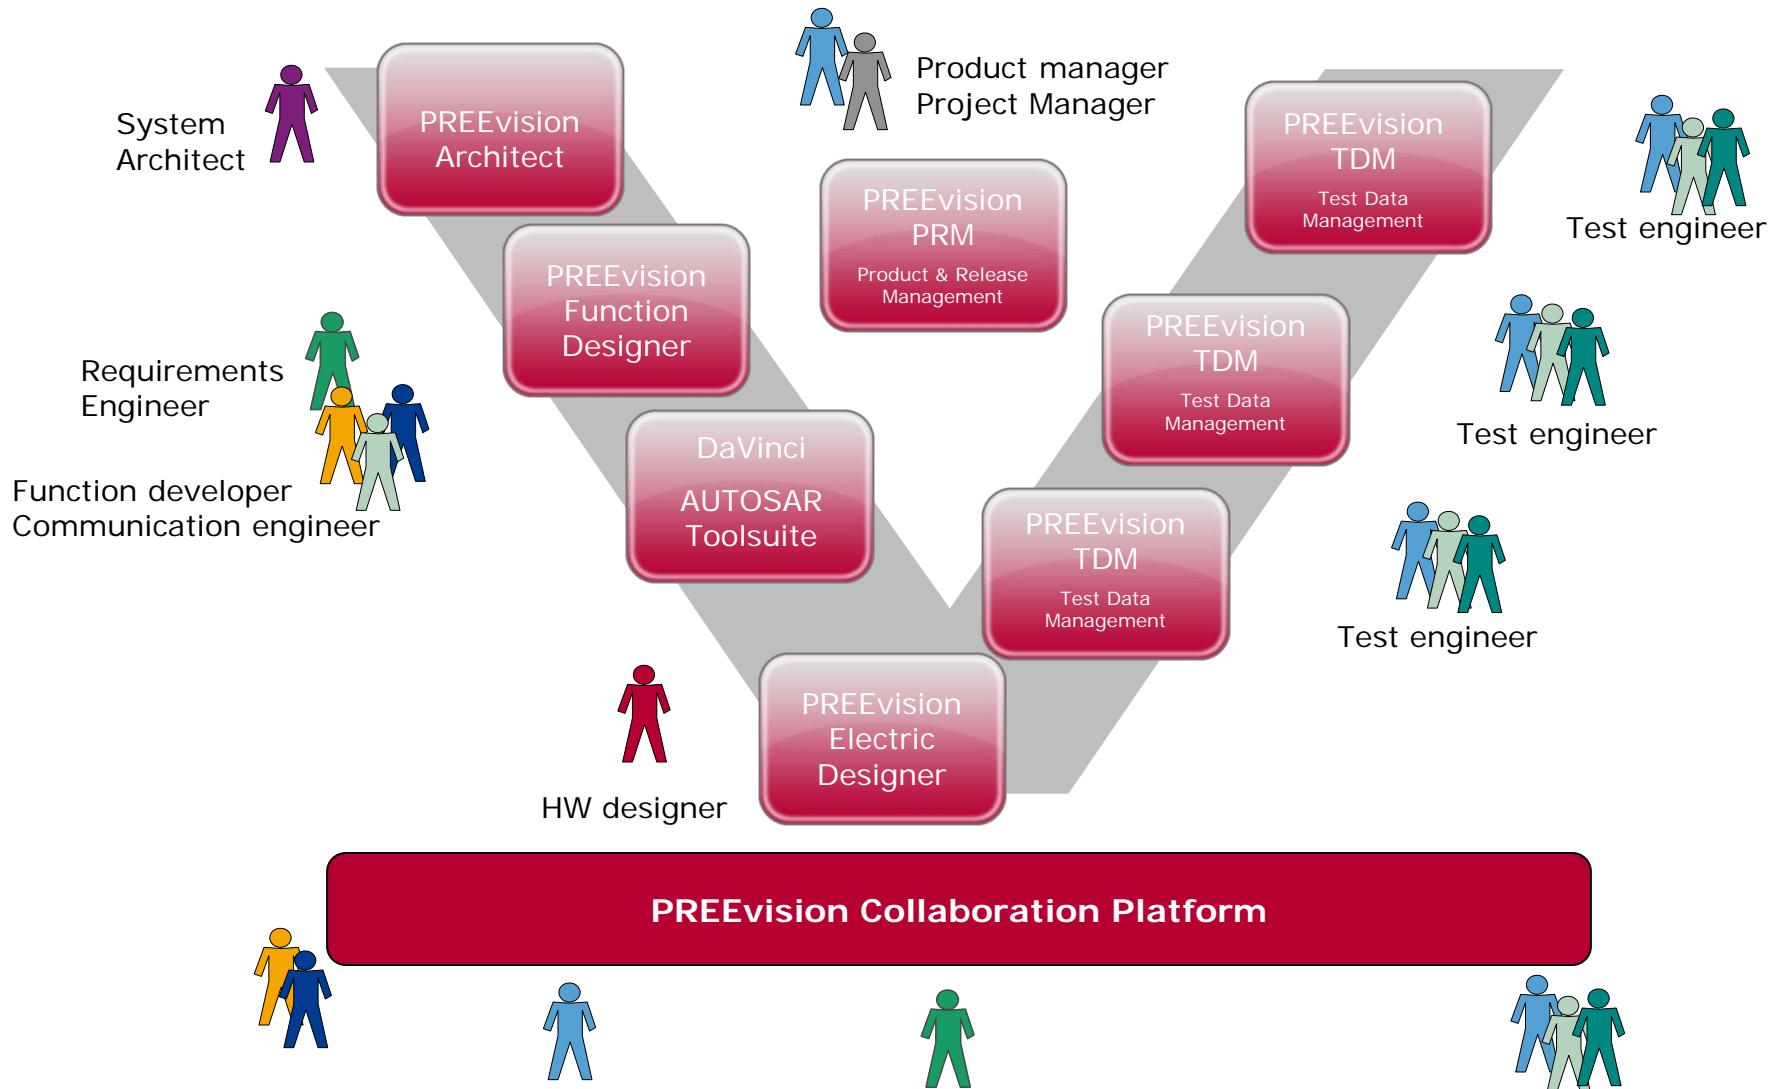 System
Architect
PREEvision
Architect
Product manager
Project Manager
PREEvision
TDM
Test Data
Management
Test engineer
PREEvision
PRM
Product & Release
Management
PREEvision
Function
Designer
PREEvision
TDM
Test Data
Management
Test engineer
Requirements
Engineer
DaVinci
AUTOSAR
Toolsuite
Function developer
Communication engineer
PREEvision
TDM
Test Data
Management
Test engineer
PREEvision
Electric
Designer
HW designer
PREEvision Collaboration Platform